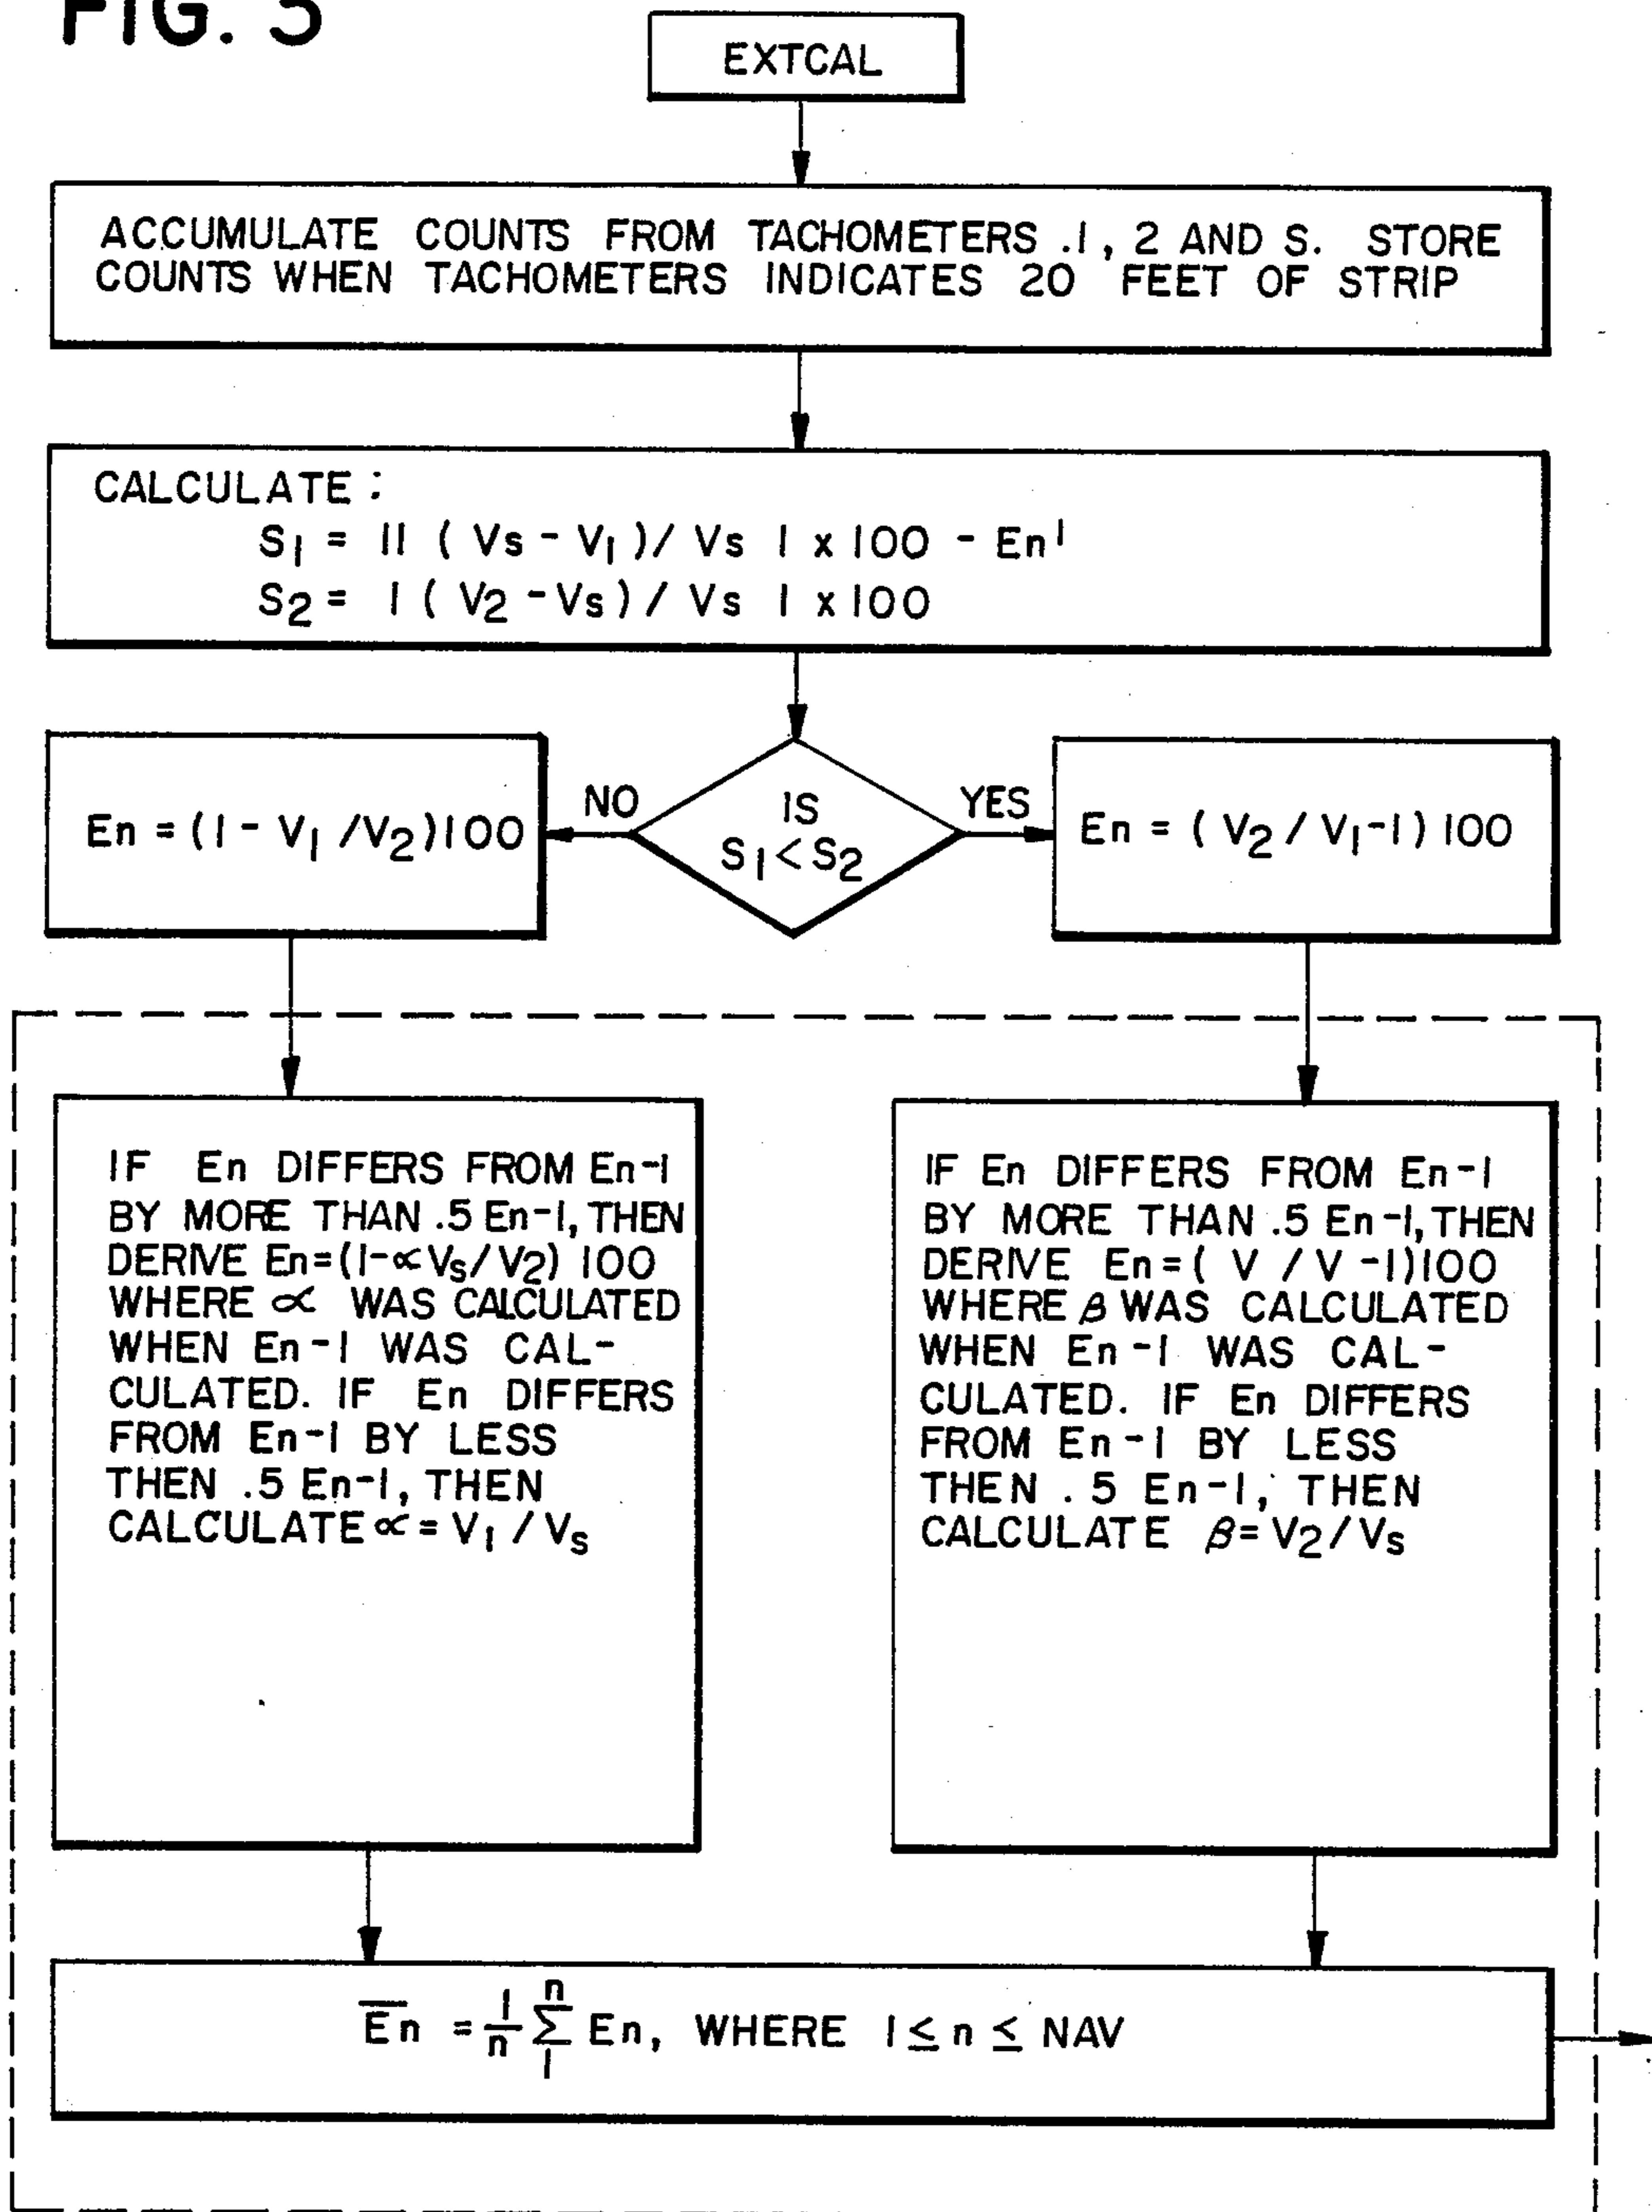 FIG. 5
EXTCAL
ACCUMULATE COUNTS FROM TACHOMETERS .1, 2 AND S. STORE
COUNTS WHEN TACHOMETERS INDICATES 20 FEET OF STRIP
CALCULATE :
S1 = || ( Vs - V1 )/ Vs | x 100 - En|
S2 = | ( V2 - Vs ) / Vs | x 100
NO
IS
S1 < S2
YES
En = (1 - V1 /V2)100
En = ( V2 / V1-1) 100
IF En DIFFERS FROM En-1
BY MORE THAN .5 En-1, THEN
DERIVE En=(1-∝Vs/V2) 100
WHERE ∝ WAS CALCULATED
WHEN En-1 WAS CAL-
CULATED. IF En DIFFERS
FROM En-1 BY LESS
THEN .5 En-1, THEN
CALCULATE ∝= V1 / Vs
IF En DIFFERS FROM En-1
BY MORE THAN .5 En-1, THEN
DERIVE En=( V / V -1)100
WHERE β WAS CALCULATED
WHEN En-1 WAS CAL-
CULATED. IF En DIFFERS
FROM En-1 BY LESS
THEN .5 En-1, THEN
CALCULATE β= V2/Vs
E̅n̅ = 1/n Σ1n En, WHERE 1 ≤ n ≤ NAV